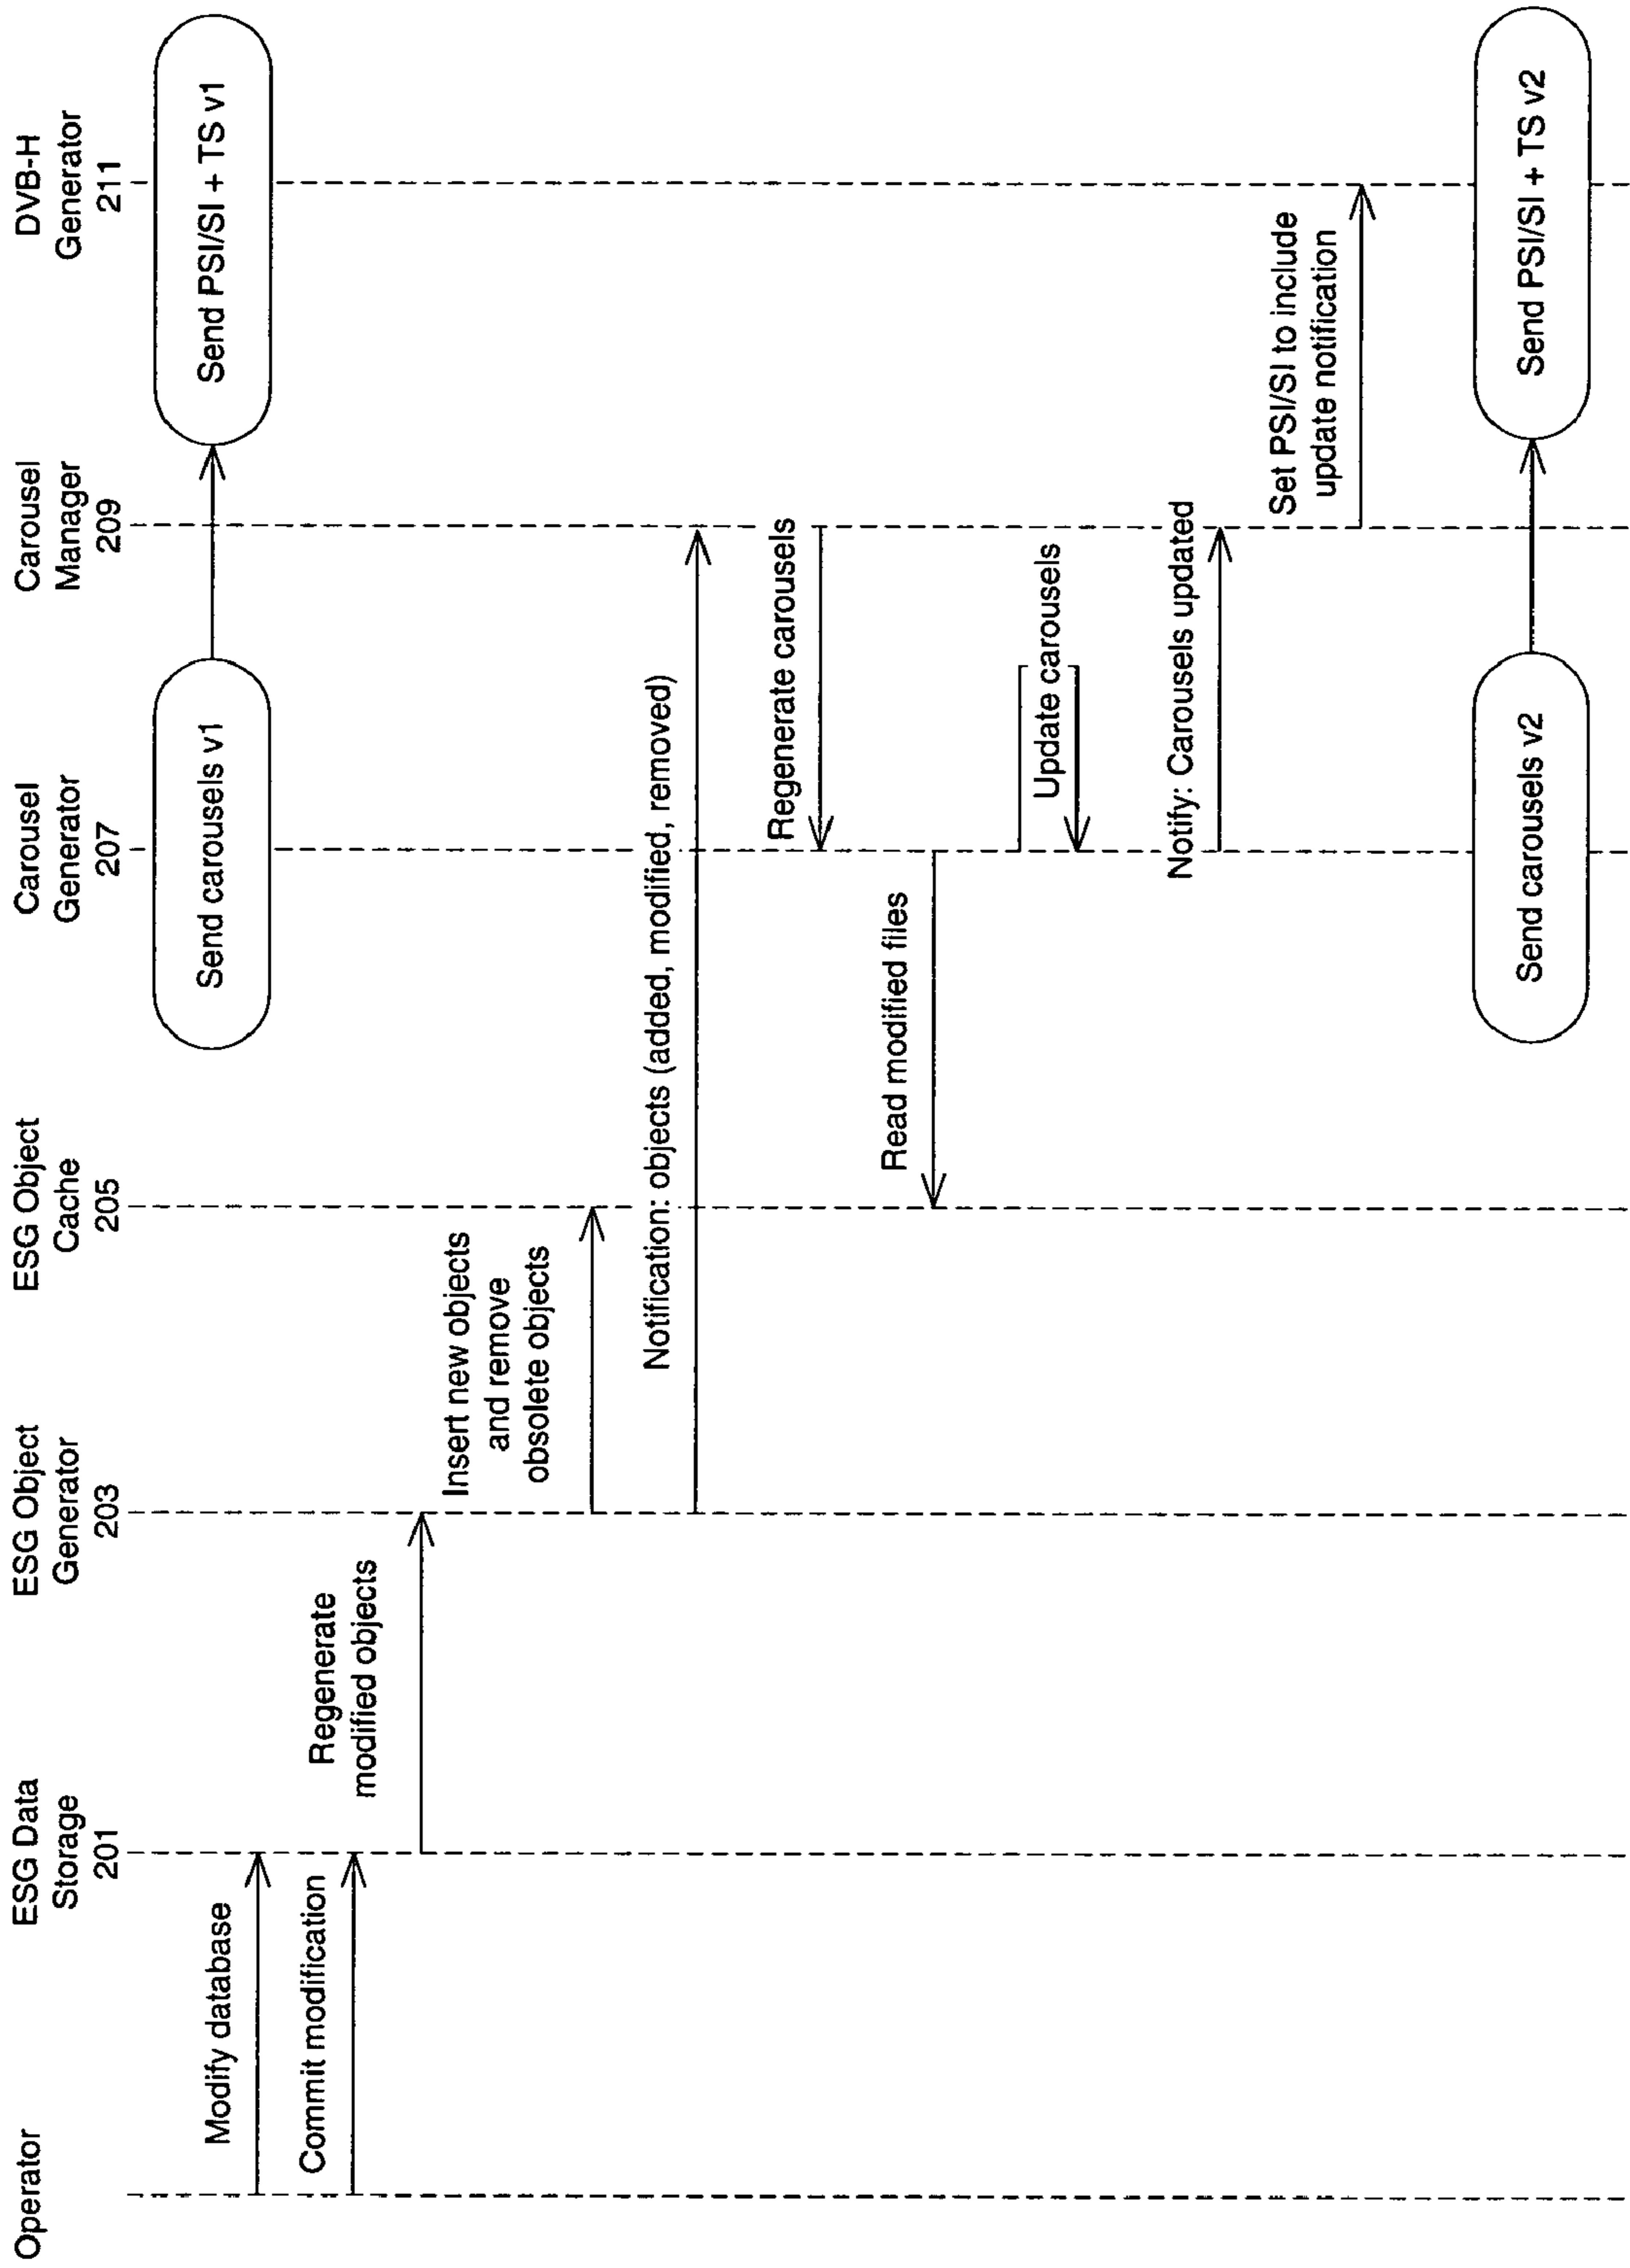 Operator
ESG Data
Storage
201
ESG Object
Generator
203
ESG Object
Cache
205
Carousel
Generator
207
Carousel
Manager
209
DVB-H
Generator
211
Send carousels v1
Send PSI/SI + TS v1
Modify database
Commit modification
Regenerate
modified objects
Insert new objects
and remove
obsolete objects
Notification: objects (added, modified, removed)
Regenerate carousels
Read modified files
Update carousels
Notify: Carousels updated
Set PSI/SI to include
update notification
Send carousels v2
Send PSI/SI + TS v2